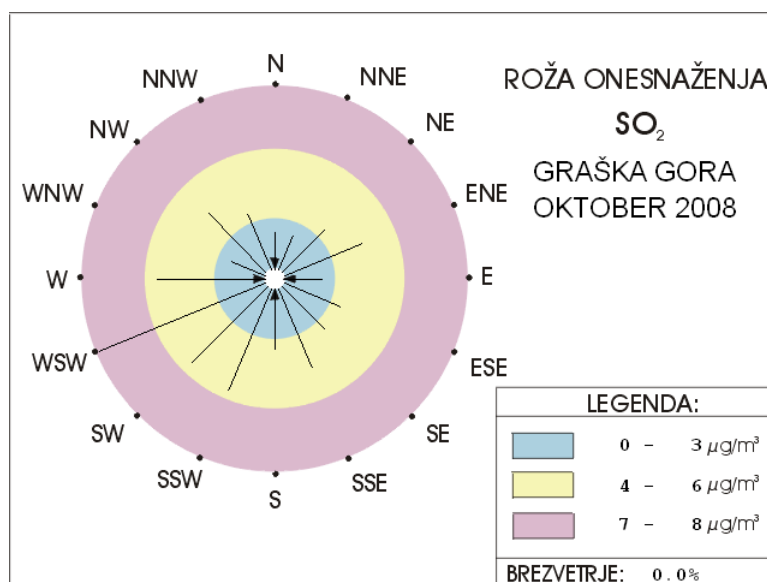 N
NNE
NE
ENE
E
ESE
SE
SSE
S
SSW
SW
WSW
W
WNW
NW
NNW
ROŽA ONESNAŽENJA
SO₂
GRAŠKA GORA
OKTOBER 2008
LEGENDA:
0 – 3 µg/m³
4 – 6 µg/m³
7 – 8 µg/m³
BREZVETRJE: 0.0%